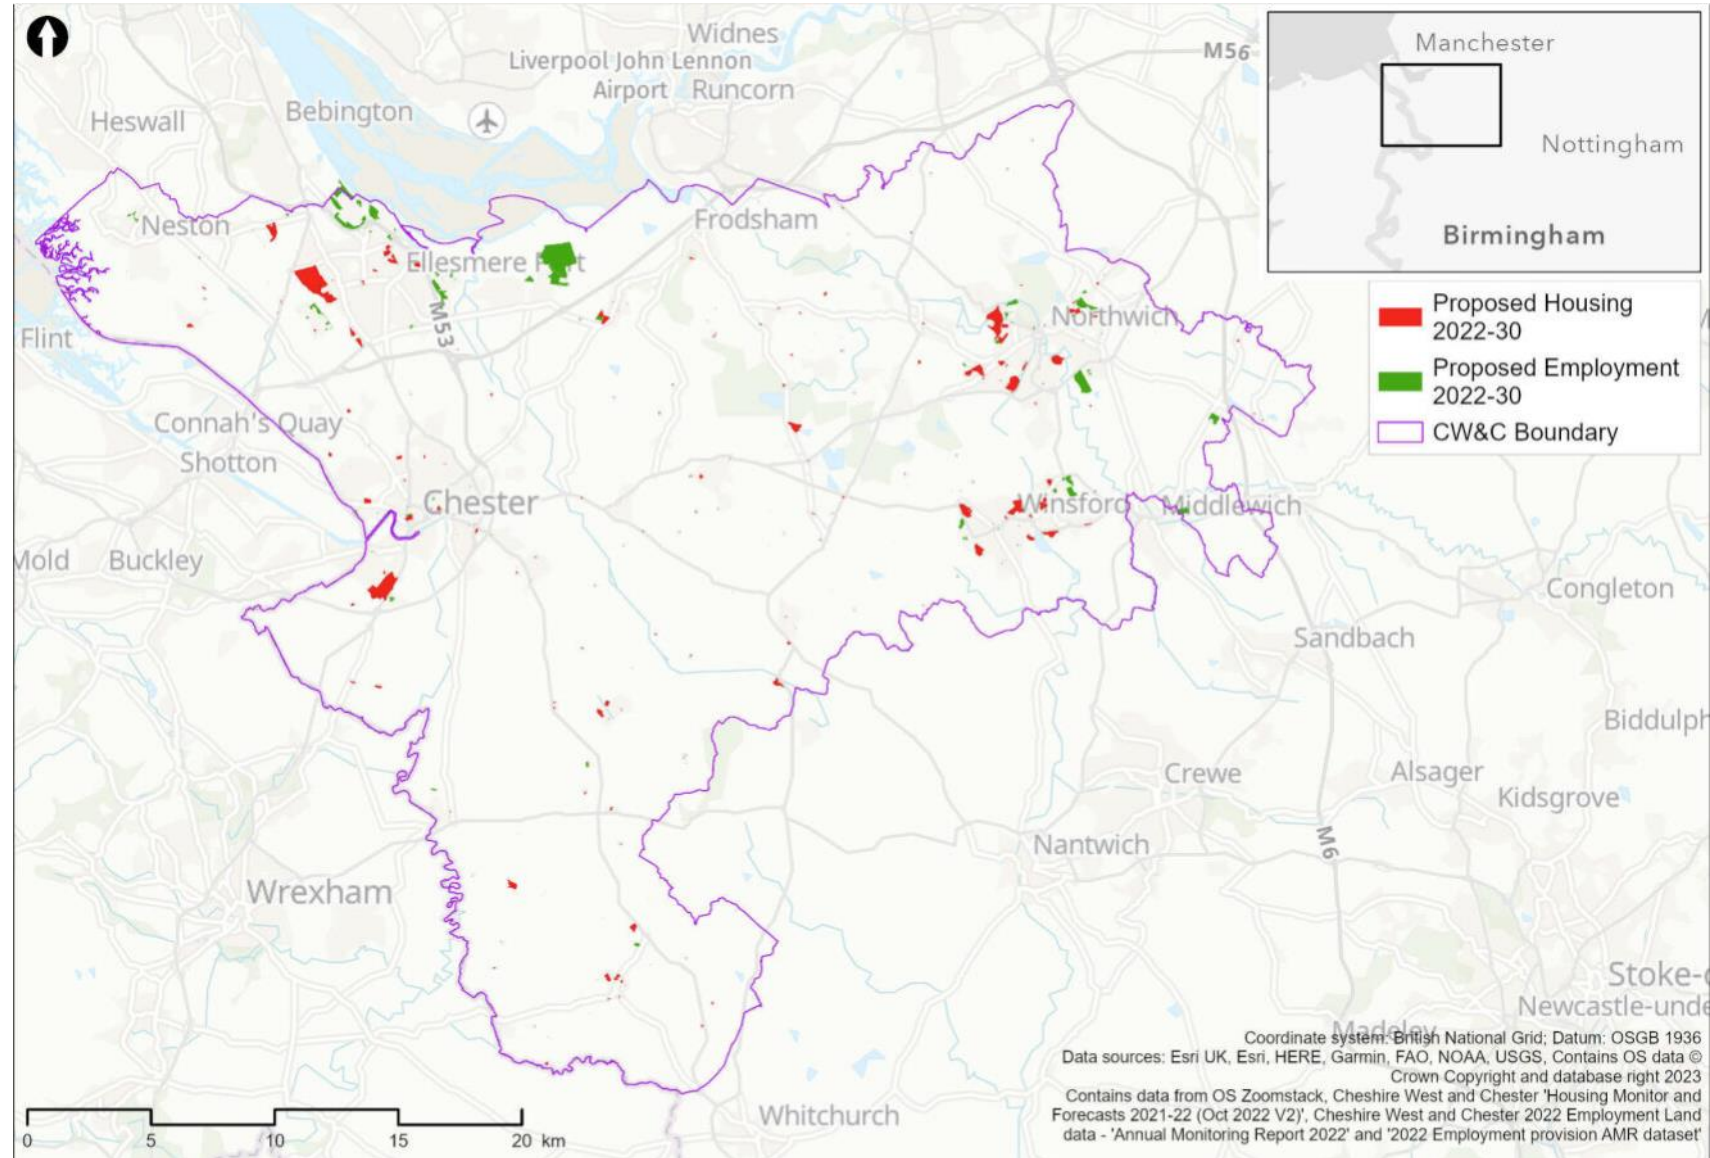 Widnes
Liverpool John Lennon
Airport
Runcorn
M56
Heswall
Bebington
Neston
Frodsham
Ellesmere Port
M53
Flint
Northwich
Connah's Quay
Shotton
Chester
Winsford
Middlewich
Mold
Buckley
Congleton
Sandbach
Crewe
Alsager
Kidsgrove
Nantwich
M6
Wrexham
Whitchurch
Madeley
Newcastle-unde
Stoke-
Biddulph
Manchester
Nottingham
Birmingham
Proposed Housing
2022-30
Proposed Employment
2022-30
CW&C Boundary
Coordinate system: British National Grid; Datum: OSGB 1936
Data sources: Esri UK, Esri, HERE, Garmin, FAO, NOAA, USGS, Contains OS data ©
Crown Copyright and database right 2023
Contains data from OS Zoomstack, Cheshire West and Chester 'Housing Monitor and
Forecasts 2021-22 (Oct 2022 V2)', Cheshire West and Chester 2022 Employment Land
data - 'Annual Monitoring Report 2022' and '2022 Employment provision AMR dataset'
0 5 10 15 20 km